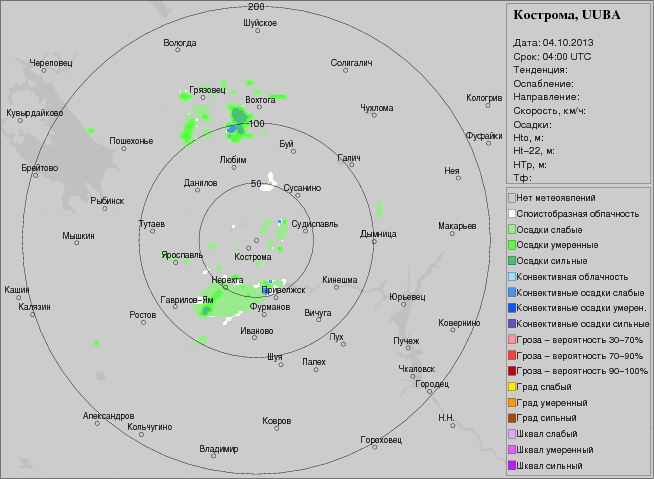 Кострома, UUBA
Дата: 04.10.2013
Срок: 04:00 UTC
Тенденция:
Ослабление:
Направление:
Скорость, км/ч:
Осадки:
Hto, м:
Ht-22, м:
HTp, м:
Тф:
Нет метеоявлений
Слоистобразная облачность
Осадки слабые
Осадки умеренные
Осадки сильные
Конвективная облачность
Конвективные осадки слабые
Конвективные осадки умерен.
Конвективные осадки сильные
Гроза - вероятность 30-70%
Гроза - вероятность 70-90%
Гроза - вероятность 90-100%
Град слабый
Град умеренный
Град сильный
Шквал слабый
Шквал умеренный
Шквал сильный
200
Шуйское
Вологда
Череповец
Солигалич
Грязовец
Вохтога
Кологрив
Чухлома
Кувырдайково
100
Фусфайки
Пошехонье
Буй
Любим
Галич
Брейтово
Нея
Данилов
50
Сусанино
Рыбинск
Тутаев
Судиславль
Макарьев
Мышкин
Дымница
Ярославль
Кострома
Нерехта
Приволжск
Кинешма
Кашин
Гаврилов-Ям
Юрьевец
Калязин
Фурманов
Ростов
Вичуга
Ковернино
Иваново
Лух
Пучеж
Шуя
Палех
Чкаловск
Городец
Александров
Кольчугино
Ковров
Н.Н.
Гороховец
Владимир